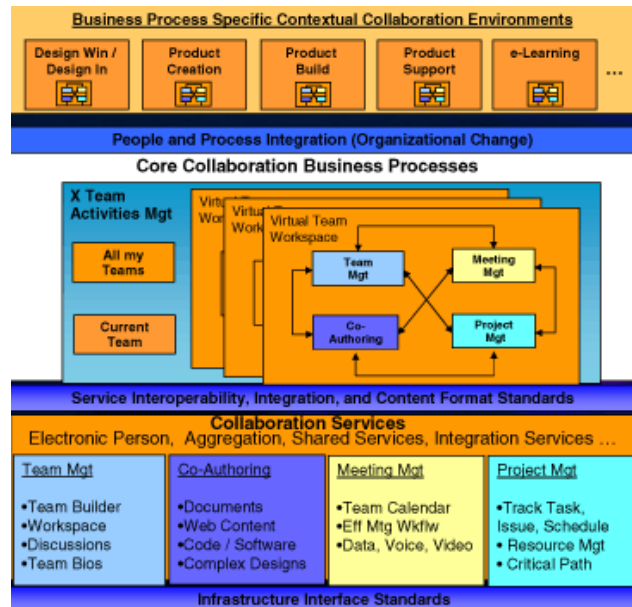 Business Process Specific Contextual Collaboration Environments
Design Win /
Design In
Product
Creation
Product
Build
Product
Support
e-Learning
...
People and Process Integration (Organizational Change)
Core Collaboration Business Processes
X Team
Activities Mgt
All my
Teams
Current
Team
Virtual Team
Virtual Team
Virtual Team
Workspace
Team
Mgt
Meeting
Mgt
Co-
Authoring
Project
Mgt
Service Interoperability, Integration, and Content Format Standards
Collaboration Services
Electronic Person, Aggregation, Shared Services, Integration Services ...
Team Mgt
•Team Builder
•Workspace
•Discussions
•Team Bios
Co-Authoring
•Documents
•Web Content
•Code / Software
•Complex Designs
Meeting Mgt
•Team Calendar
•Eff Mtg Wkflw
•Data, Voice, Video
Project Mgt
•Track Task,
Issue, Schedule
• Resource Mgt
•Critical Path
Infrastructure Interface Standards